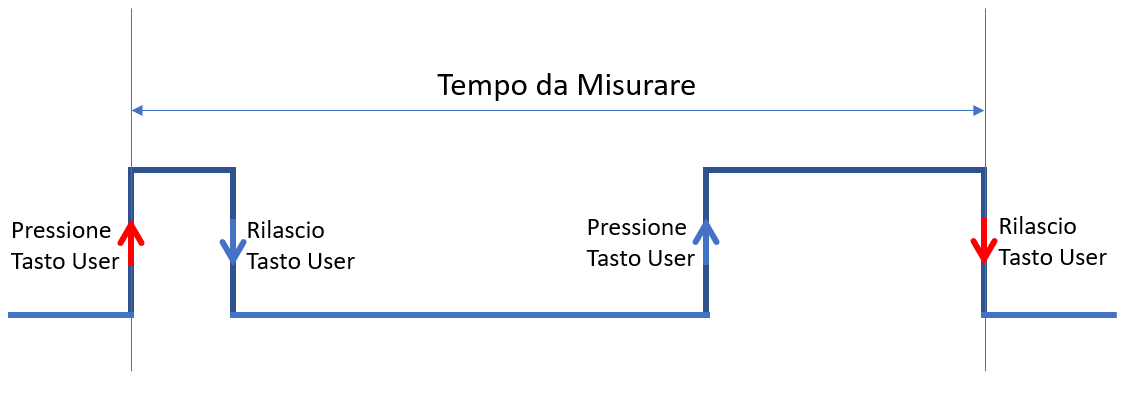 Tempo da Misurare
Pressione
Tasto User
Rilascio
Tasto User
Pressione
Tasto User
Rilascio
Tasto User